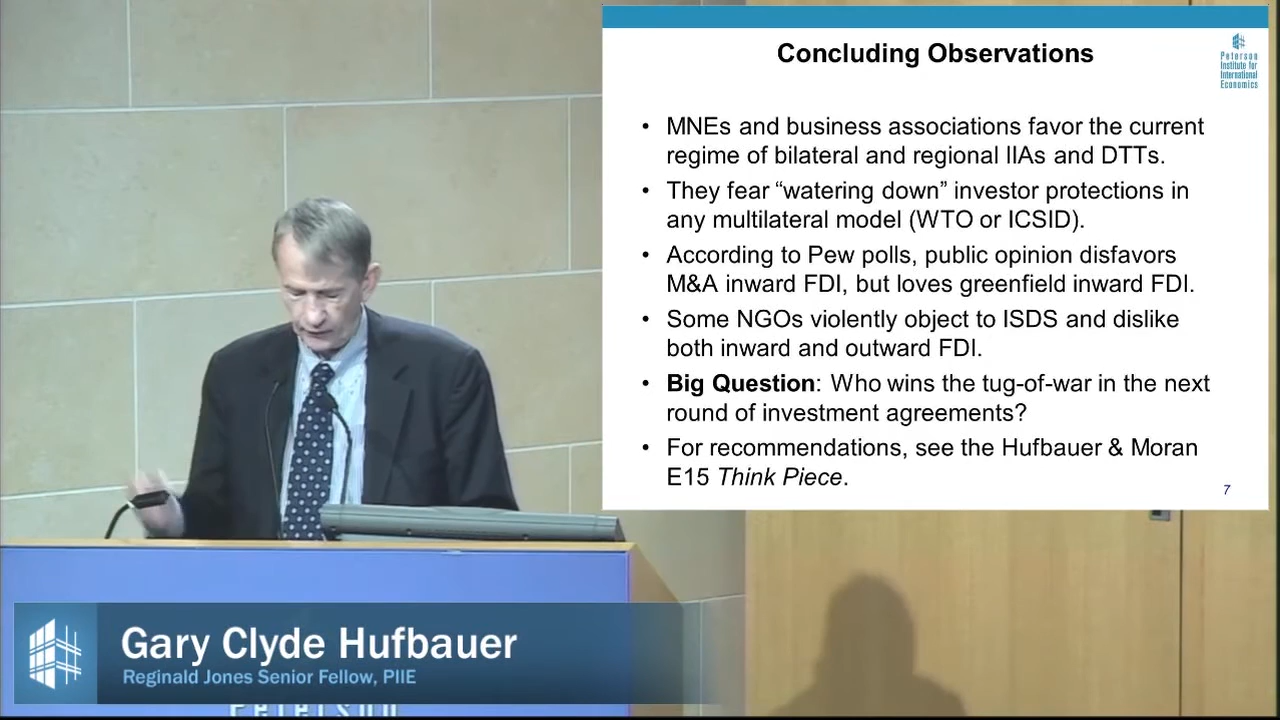 Concluding Observations
Peterson
Institute for
International
Economics
• MNEs and business associations favor the current
regime of bilateral and regional IIAs and DTTs.
• They fear “watering down” investor protections in
any multilateral model (WTO or ICSID).
• According to Pew polls, public opinion disfavors
M&A inward FDI, but loves greenfield inward FDI.
• Some NGOs violently object to ISDS and dislike
both inward and outward FDI.
• Big Question: Who wins the tug-of-war in the next
round of investment agreements?
• For recommendations, see the Hufbauer & Moran
E15 Think Piece.
7
Gary Clyde Hufbauer
Reginald Jones Senior Fellow, PIIE
Peterson